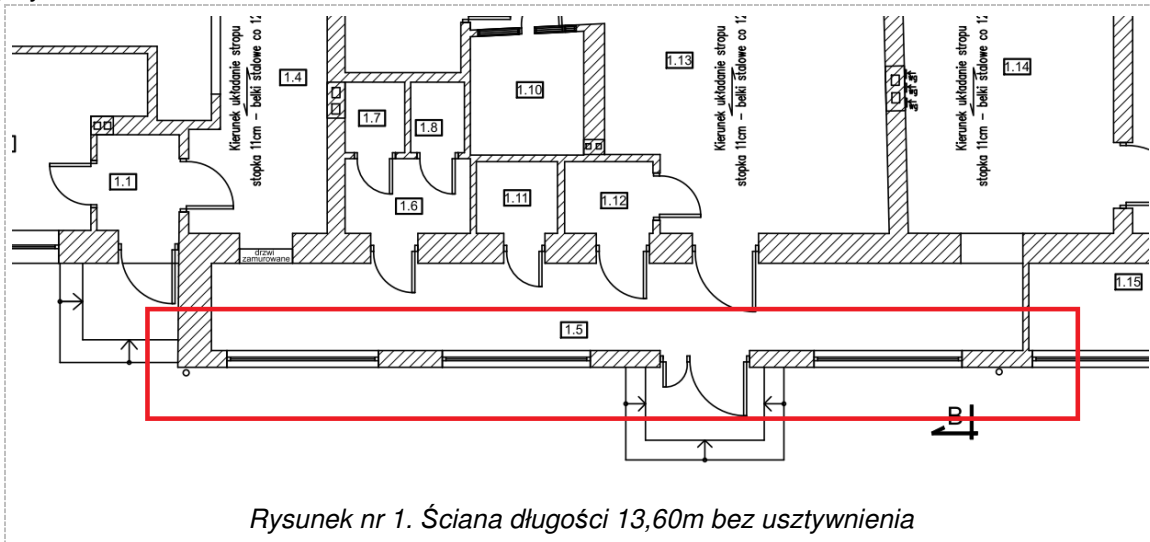 Kierunek układanie stropu
stopka 11cm – belki stalowe co 12
1.4
1.7
1.8
1.10
1.13
Kierunek układanie stropu
stopka 11cm – belki stalowe co 12
1.14
Kierunek układanie stropu
stopka 11cm – belki stalowe co 12
1.1
1.6
1.11
1.12
drzwi
zamurowane
1.15
1.5
B
Rysunek nr 1. Ściana długości 13,60m bez usztywnienia